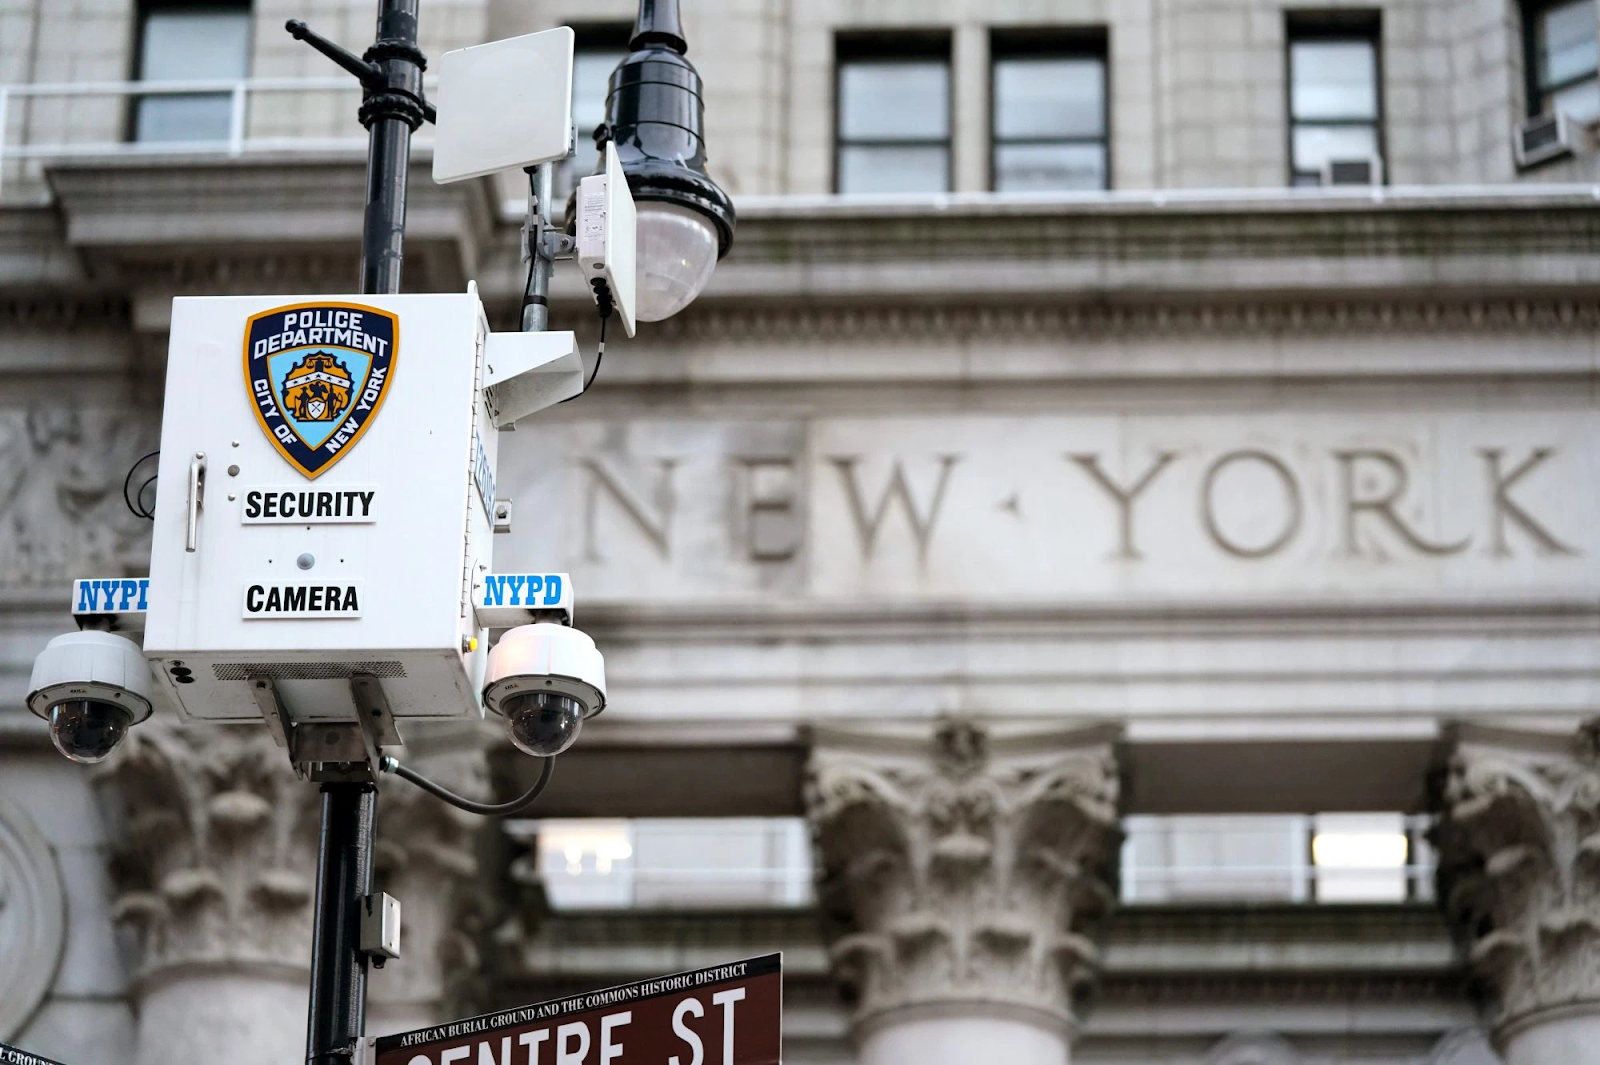 POLICE
DEPARTMENT
CITY OF
NEW YORK
SECURITY
CAMERA
NYPD
NYPD
NEW · YORK
AFRICAN BURIAL GROUND AND THE COMMONS HISTORIC DISTRICT
CENTRE ST